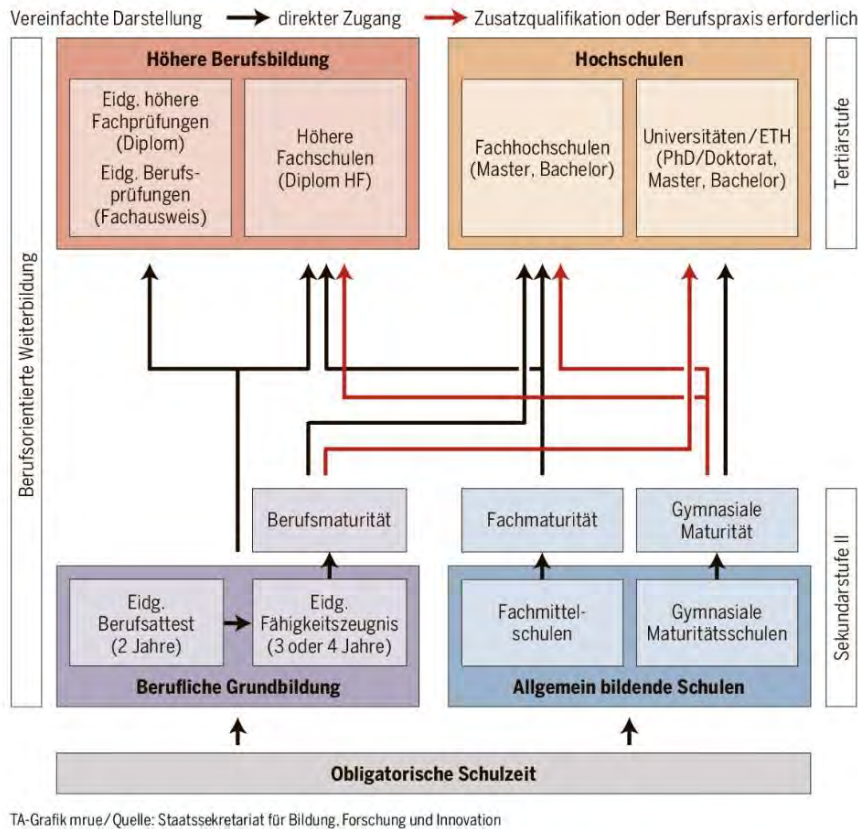 Vereinfachte Darstellung direkter Zugang Zusatzqualifikation oder Berufspraxis erforderlich
Höhere Berufsbildung
Eidg. höhere
Fachprüfungen
(Diplom)
Eidg. Berufs-
prüfungen
(Fachausweis)
Höhere
Fachschulen
(Diplom HF)
Hochschulen
Fachhochschulen
(Master, Bachelor)
Universitäten/ETH
(PhD/Doktorat,
Master, Bachelor)
Tertiärstufe
Berufsorientierte Weiterbildung
Berufsmaturität
Fachmaturität
Gymnasiale
Maturität
Eidg.
Berufsattest
(2 Jahre)
Eidg.
Fähigkeitszeugnis
(3 oder 4 Jahre)
Berufliche Grundbildung
Fachmittel-
schulen
Gymnasiale
Maturitätsschulen
Allgemein bildende Schulen
Sekundarstufe II
Obligatorische Schulzeit
TA-Grafik mrue/Quelle: Staatssekretariat für Bildung, Forschung und Innovation